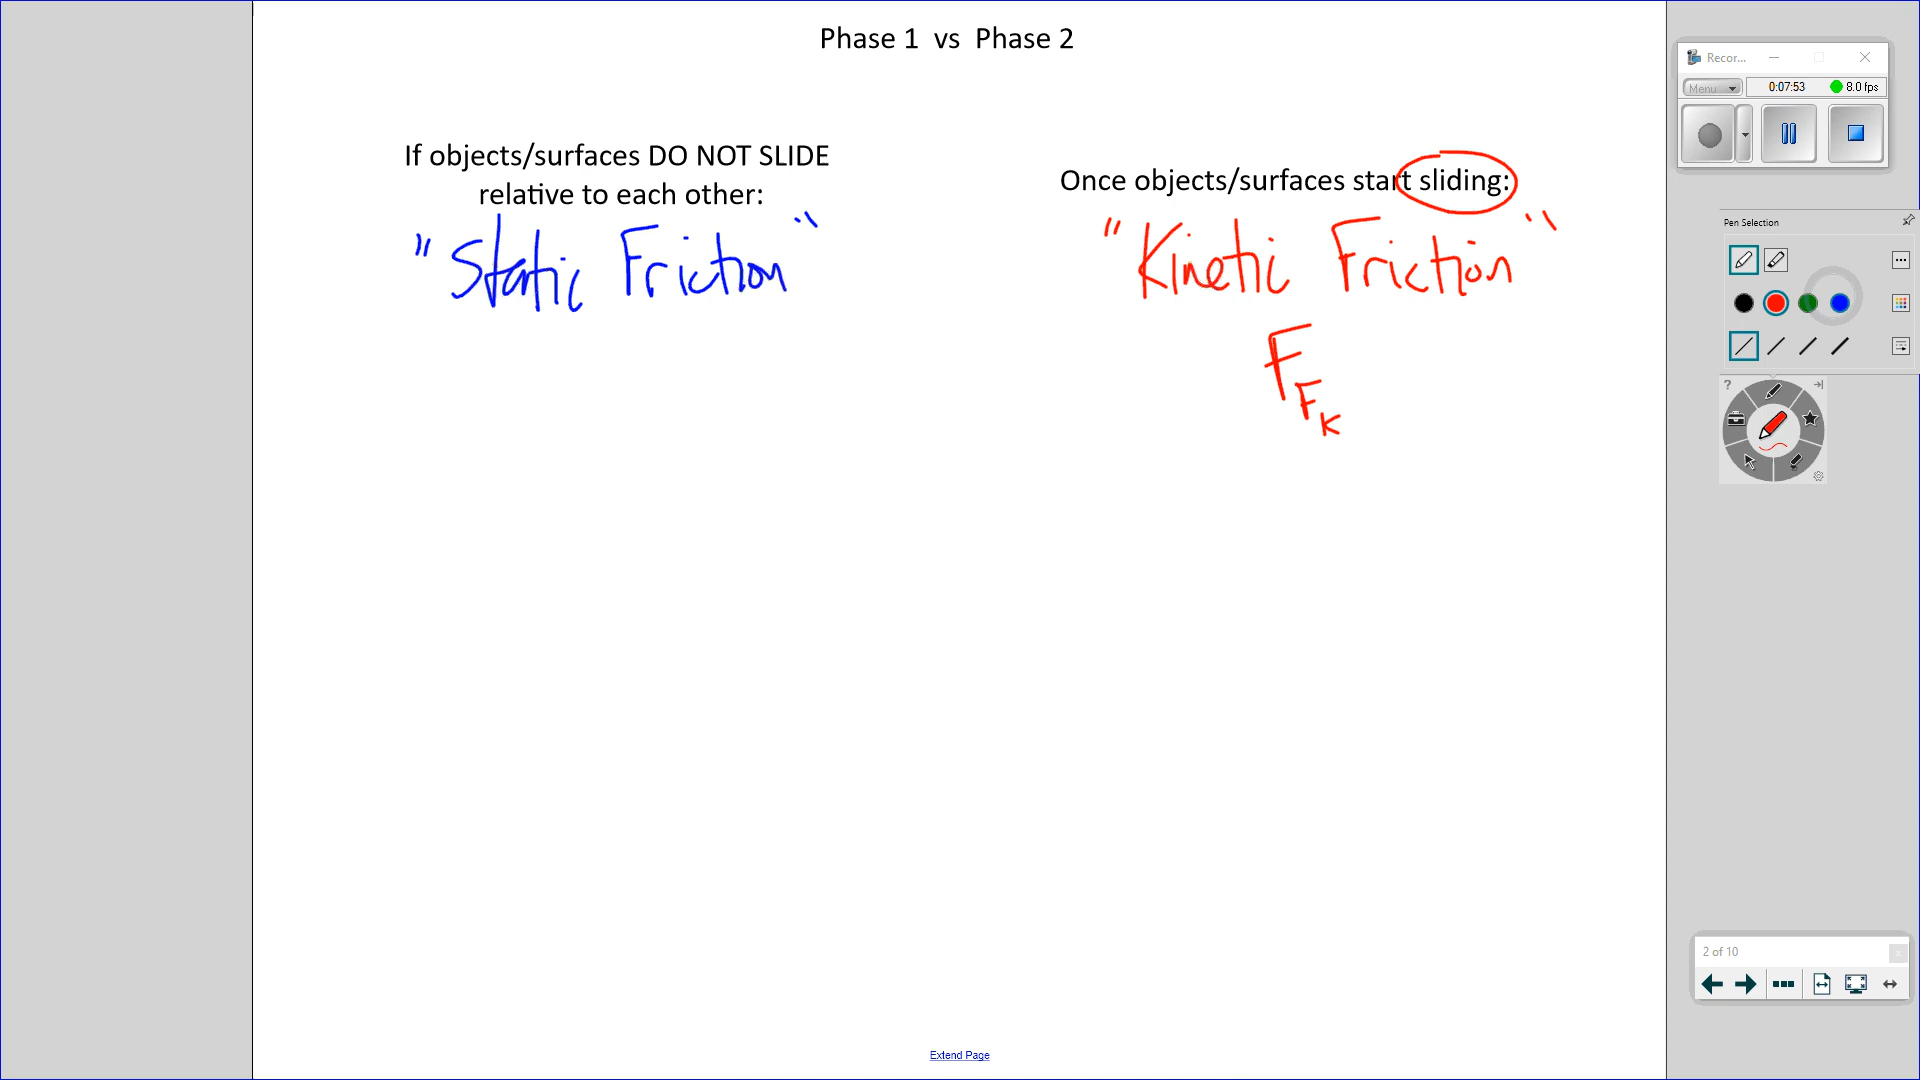 Phase 1 vs Phase 2
If objects/surfaces DO NOT SLIDE
relative to each other:
"Static Friction"
Once objects/surfaces start sliding:
"Kinetic Friction"
F
F
K
Extend Page
Recor...
Menu
0:07:53
8.0 fps
Pen Selection
?
2 of 10